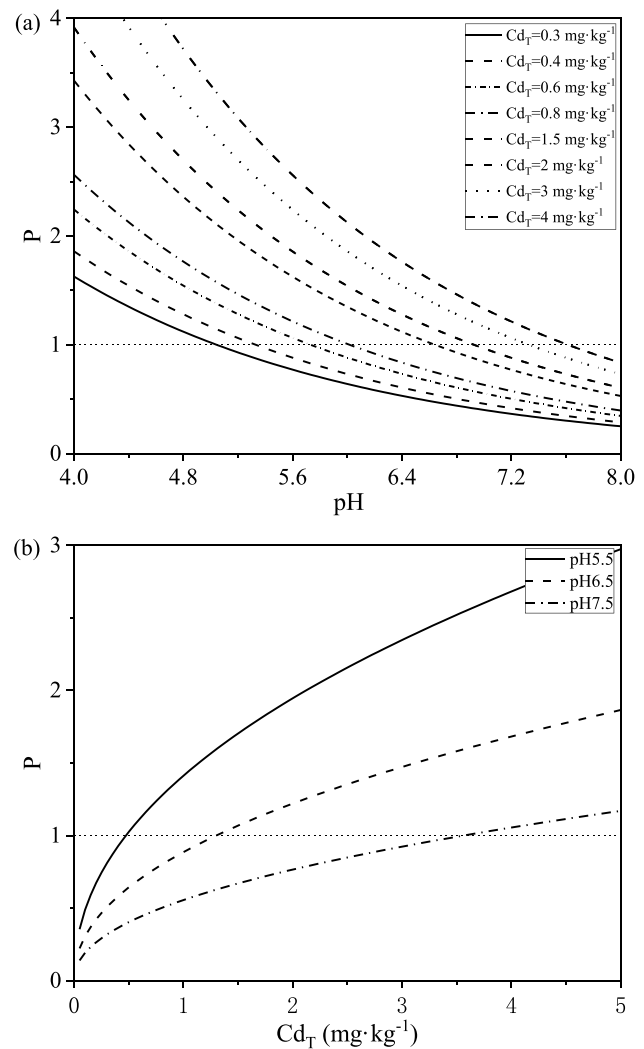 (a)
4
3
2
1
0
P
Cd_T=0.3 mg·kg⁻¹
Cd_T=0.4 mg·kg⁻¹
Cd_T=0.6 mg·kg⁻¹
Cd_T=0.8 mg·kg⁻¹
Cd_T=1.5 mg·kg⁻¹
Cd_T=2 mg·kg⁻¹
Cd_T=3 mg·kg⁻¹
Cd_T=4 mg·kg⁻¹
4.0 4.8 5.6 6.4 7.2 8.0
pH
(b)
3
2
1
0
P
pH5.5
pH6.5
pH7.5
0 1 2 3 4 5
Cd_T (mg·kg⁻¹)